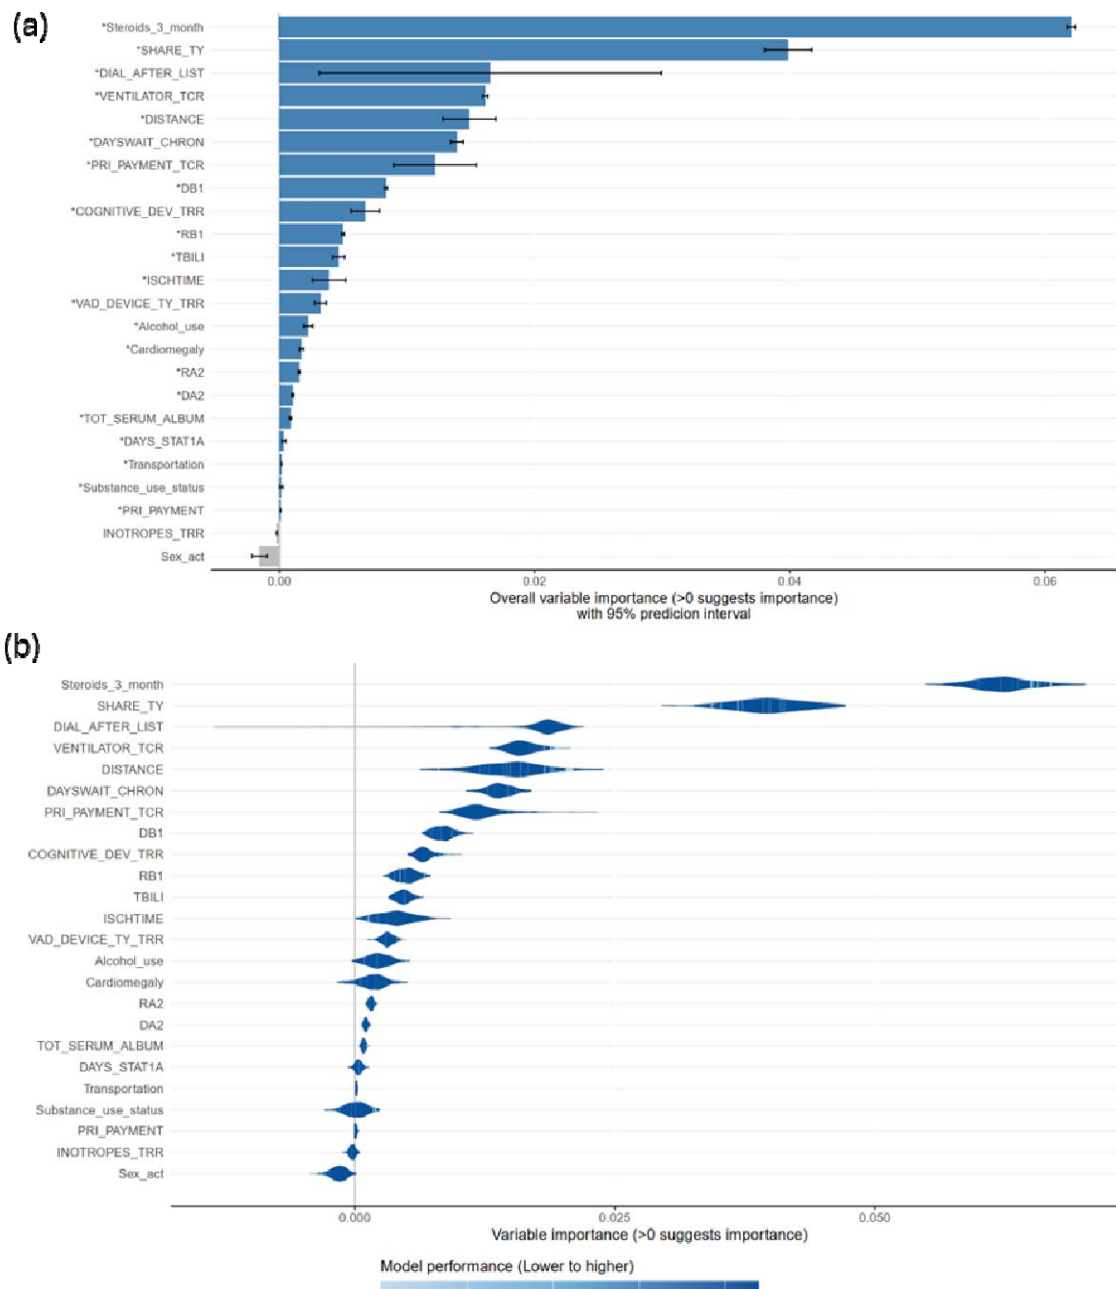 (a)
*Steroids_3_month
*SHARE_TY
*DIAL_AFTER_LIST
*VENTILATOR_TCR
*DISTANCE
*DAYSWAIT_CHRON
*PRI_PAYMENT_TCR
*DB1
*COGNITIVE_DEV_TRR
*RB1
*TBILI
*ISCHTIME
*VAD_DEVICE_TY_TRR
*Alcohol_use
*Cardiomegaly
*RA2
*DA2
*TOT_SERUM_ALBUM
*DAYS_STAT1A
*Transportation
*Substance_use_status
*PRI_PAYMENT
INOTROPES_TRR
Sex_act
0.00 0.02 0.04 0.06
Overall variable importance (>0 suggests importance)
with 95% predicion interval
(b)
Steroids_3_month
SHARE_TY
DIAL_AFTER_LIST
VENTILATOR_TCR
DISTANCE
DAYSWAIT_CHRON
PRI_PAYMENT_TCR
DB1
COGNITIVE_DEV_TRR
RB1
TBILI
ISCHTIME
VAD_DEVICE_TY_TRR
Alcohol_use
Cardiomegaly
RA2
DA2
TOT_SERUM_ALBUM
DAYS_STAT1A
Transportation
Substance_use_status
PRI_PAYMENT
INOTROPES_TRR
Sex_act
0.000 0.025 0.050
Variable importance (>0 suggests importance)
Model performance (Lower to higher)